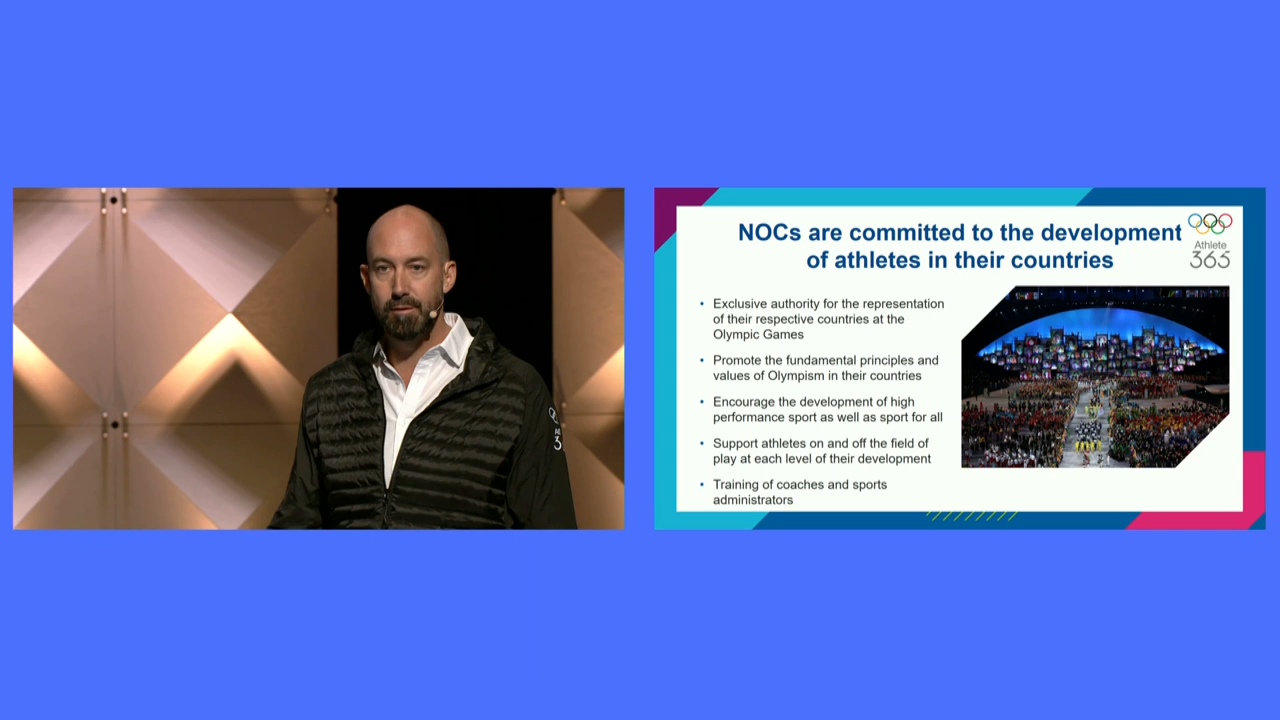 NOCs are committed to the development
of athletes in their countries
Athlete
365
• Exclusive authority for the representation
of their respective countries at the
Olympic Games
• Promote the fundamental principles and
values of Olympism in their countries
• Encourage the development of high
performance sport as well as sport for all
• Support athletes on and off the field of
play at each level of their development
• Training of coaches and sports
administrators